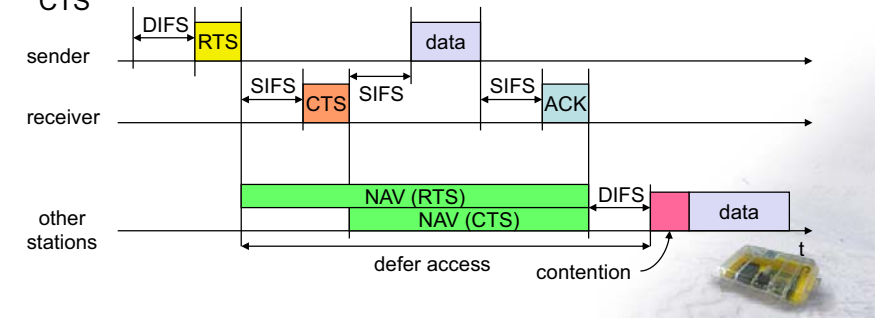 CTS
DIFS
RTS
data
sender
SIFS
SIFS
SIFS
CTS
ACK
receiver
NAV (RTS)
DIFS
NAV (CTS)
data
other
stations
t
defer access
contention